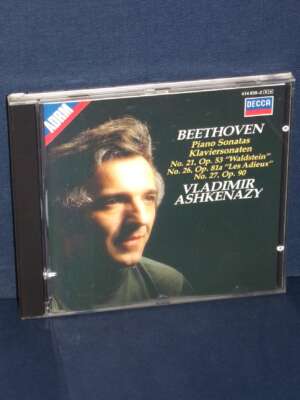 ADRM
DECCA
BEETHOVEN
Piano Sonatas
Klaviersonaten
No. 21, Op. 53 "Waldstein"
No. 26, Op. 81a "Les Adieux"
No. 27, Op. 90
VLADIMIR
ASHKENAZY